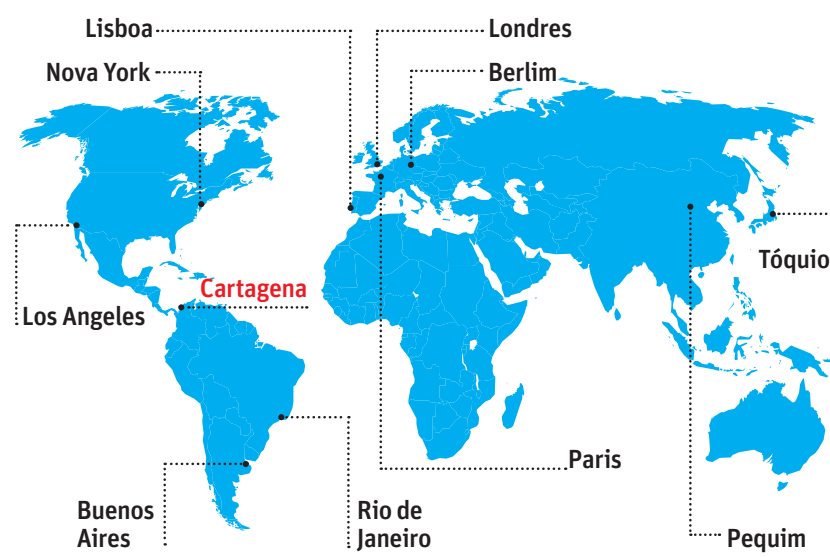 Lisboa
Londres
Nova York
Berlim
Tóquio
Cartagena
Los Angeles
Paris
Buenos
Aires
Rio de
Janeiro
Pequim